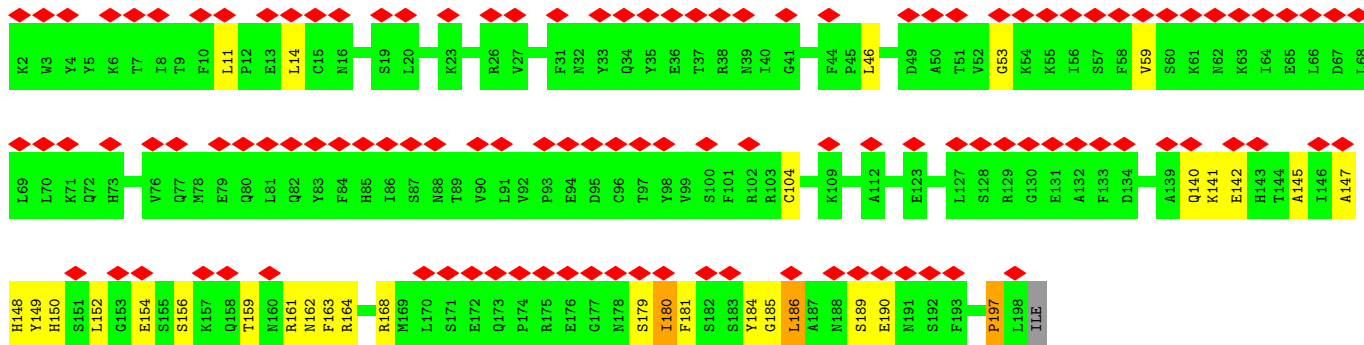 K2 W3 Y4 Y5 K6 T7 I8 T9 F10 L11 P12 E13 L14 C15 N16 S19 L20 K23 R26 V27 F31 N32 Y33 Q34 Y35 E36 T37 R38 N39 I40 G41 F44 P45 L46 D49 A50 T51 V52 G53 K54 K55 I56 S57 F58 V59 S60 K61 N62 K63 I64 E65 L66 D67 L68
L69 L70 K71 Q72 H73 V76 Q77 M78 E79 Q80 L81 Q82 Y83 F84 H85 I86 S87 N88 T89 V90 L91 V92 P93 E94 D95 C96 T97 Y98 V99 S100 F101 R102 R103 C104 K109 A112 E123 L127 S128 R129 G130 E131 A132 F133 D134 A139 Q140 K141 E142 H143 T144 A145 I146 A147
H148 Y149 H150 S151 L152 G153 E154 S155 S156 K157 Q158 T159 N160 R161 N162 F163 R164 R168 M169 L170 S171 E172 Q173 P174 R175 E176 G177 N178 S179 I180 F181 S182 S183 Y184 G185 L186 A187 N188 S189 E190 N191 S192 F193 P197 L198 ILE